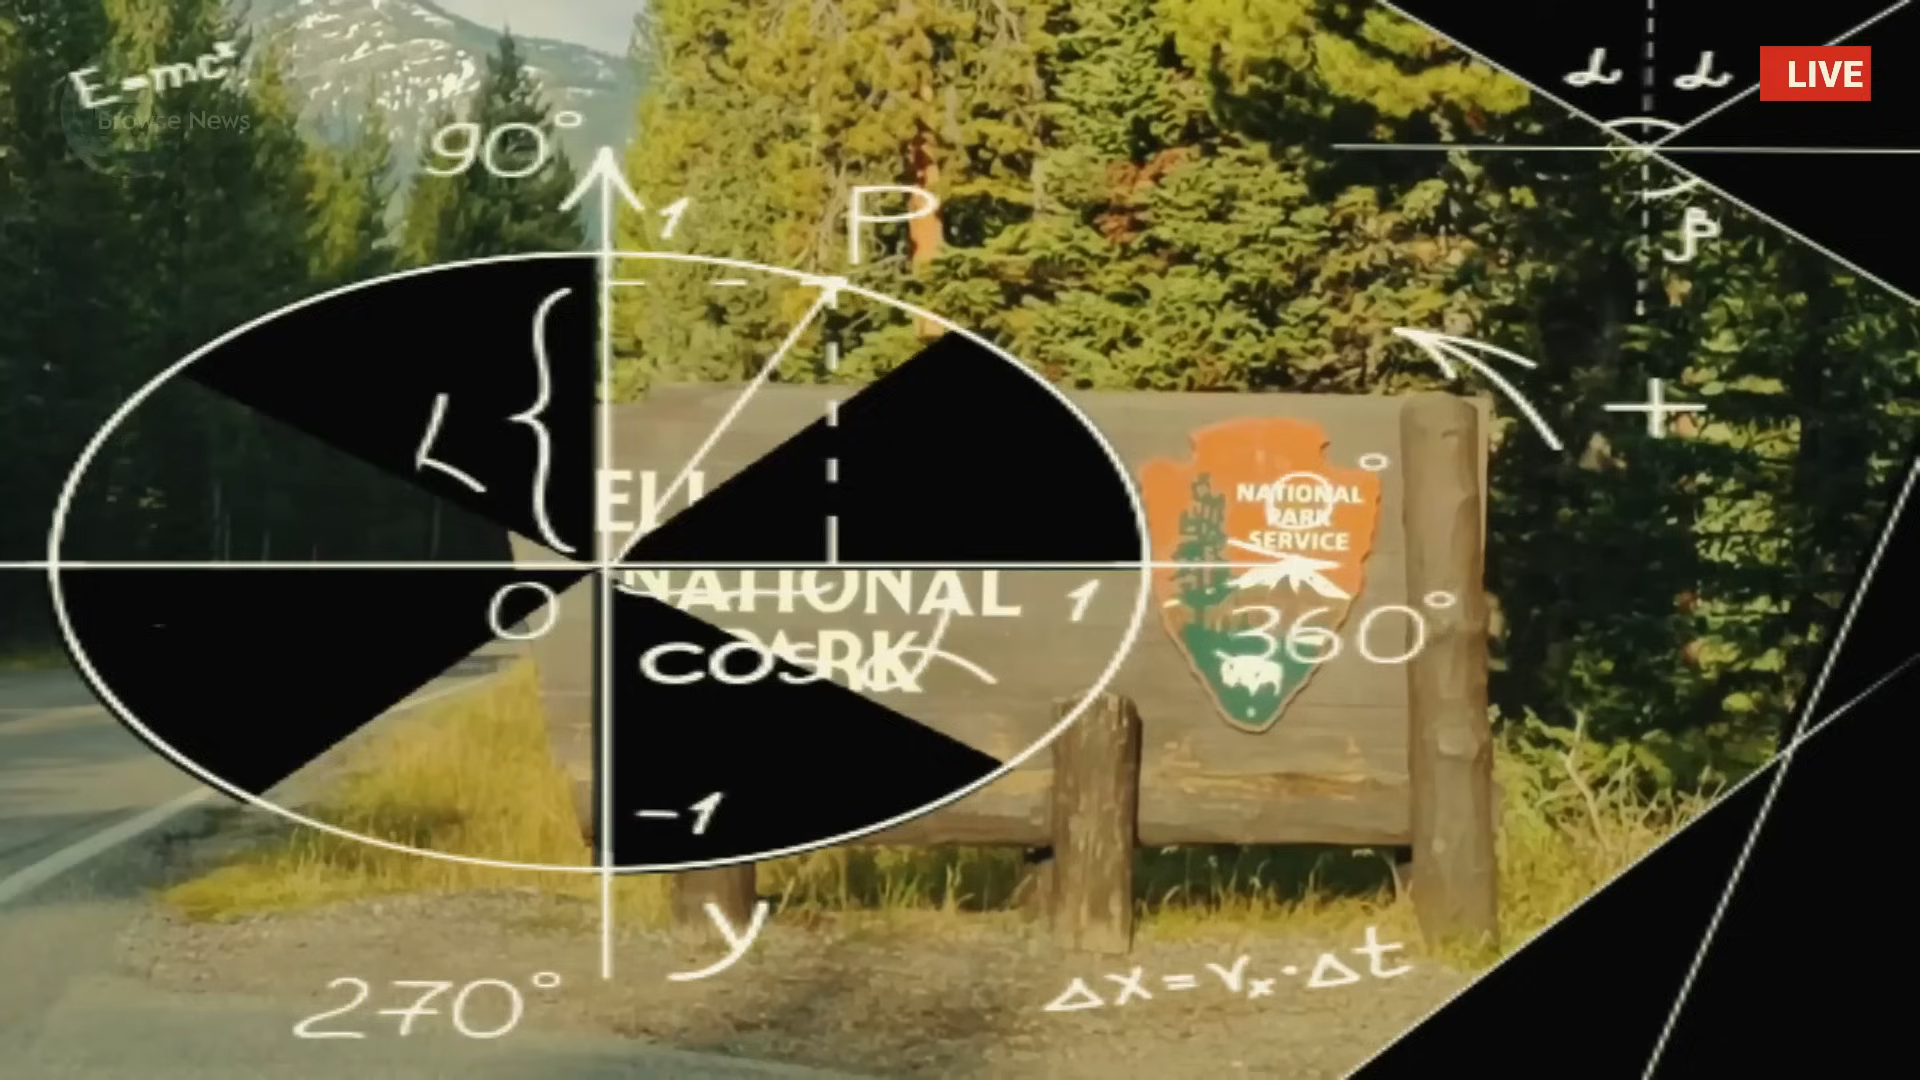 E=mc²
Browse News
LIVE
90°
1
P
L
ELL
NATIONAL
PARK
NATIONAL
PARK
SERVICE
0
1
cos α
360°
-1
y
270°
Δx=vₓ·Δt
α α
β
+